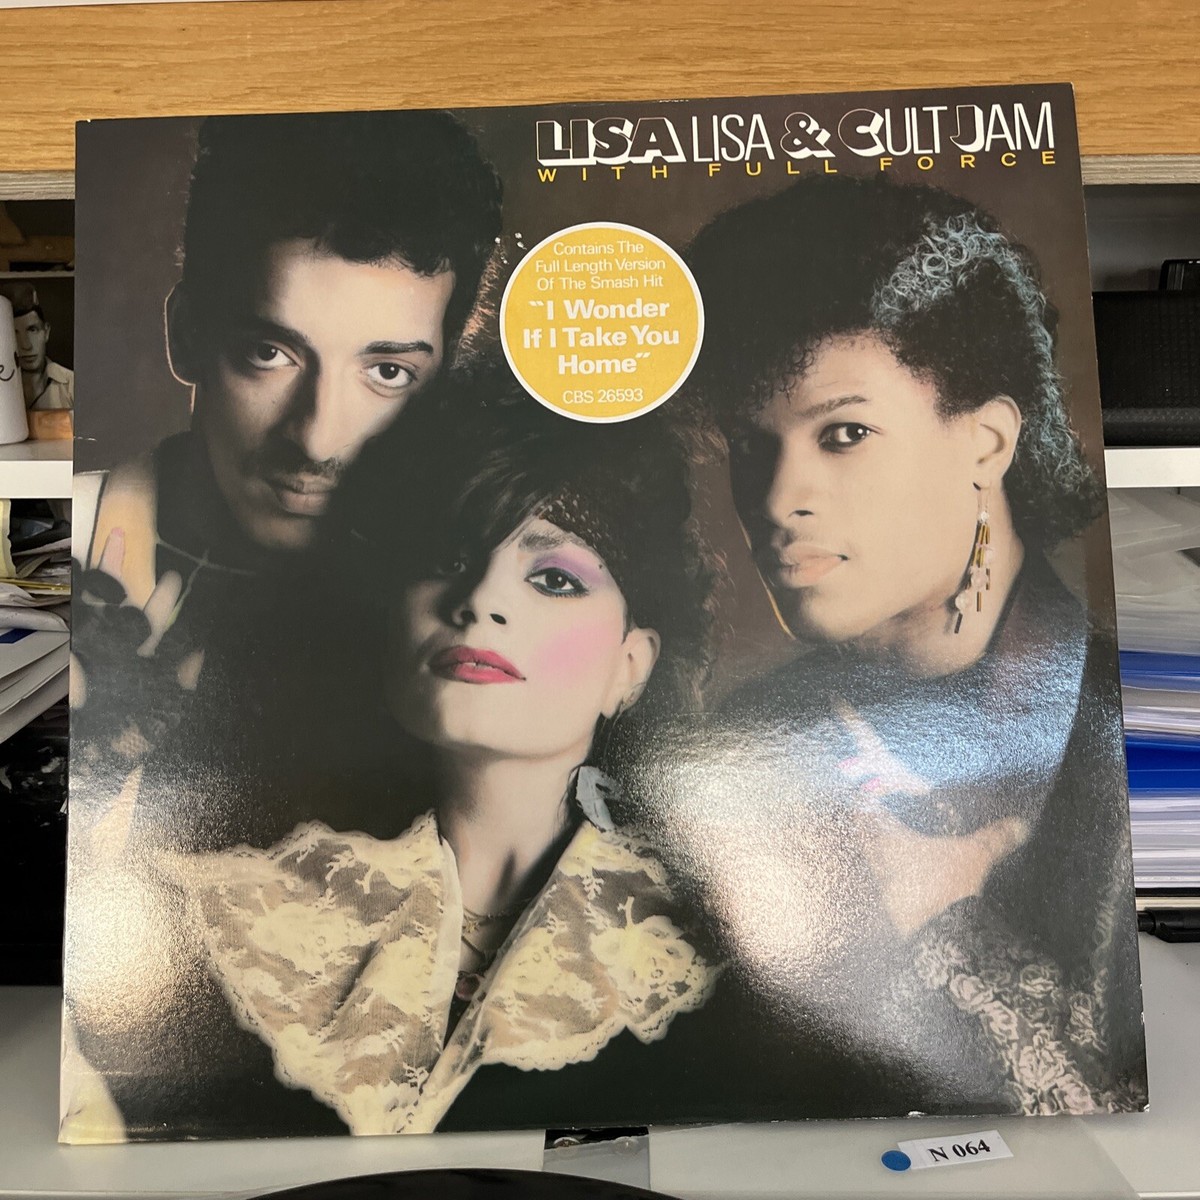 LISA LISA & CULT JAM
WITH FULL FORCE
Contains The
Full Length Version
Of The Smash Hit
"I Wonder
If I Take You
Home"
CBS 26593
N 064